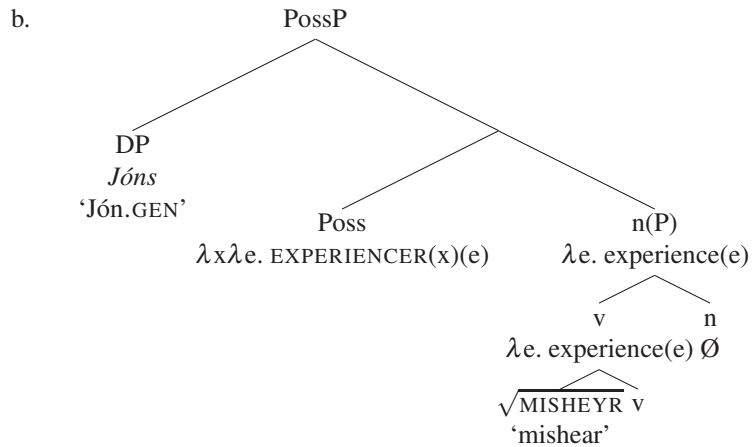 b. PossP
DP
Jóns
‘Jón.GEN’
Poss n(P)
λxλe. EXPERIENCER(x)(e) λe. experience(e)
v n
λe. experience(e) Ø
√MISHEYR v
‘mishear’